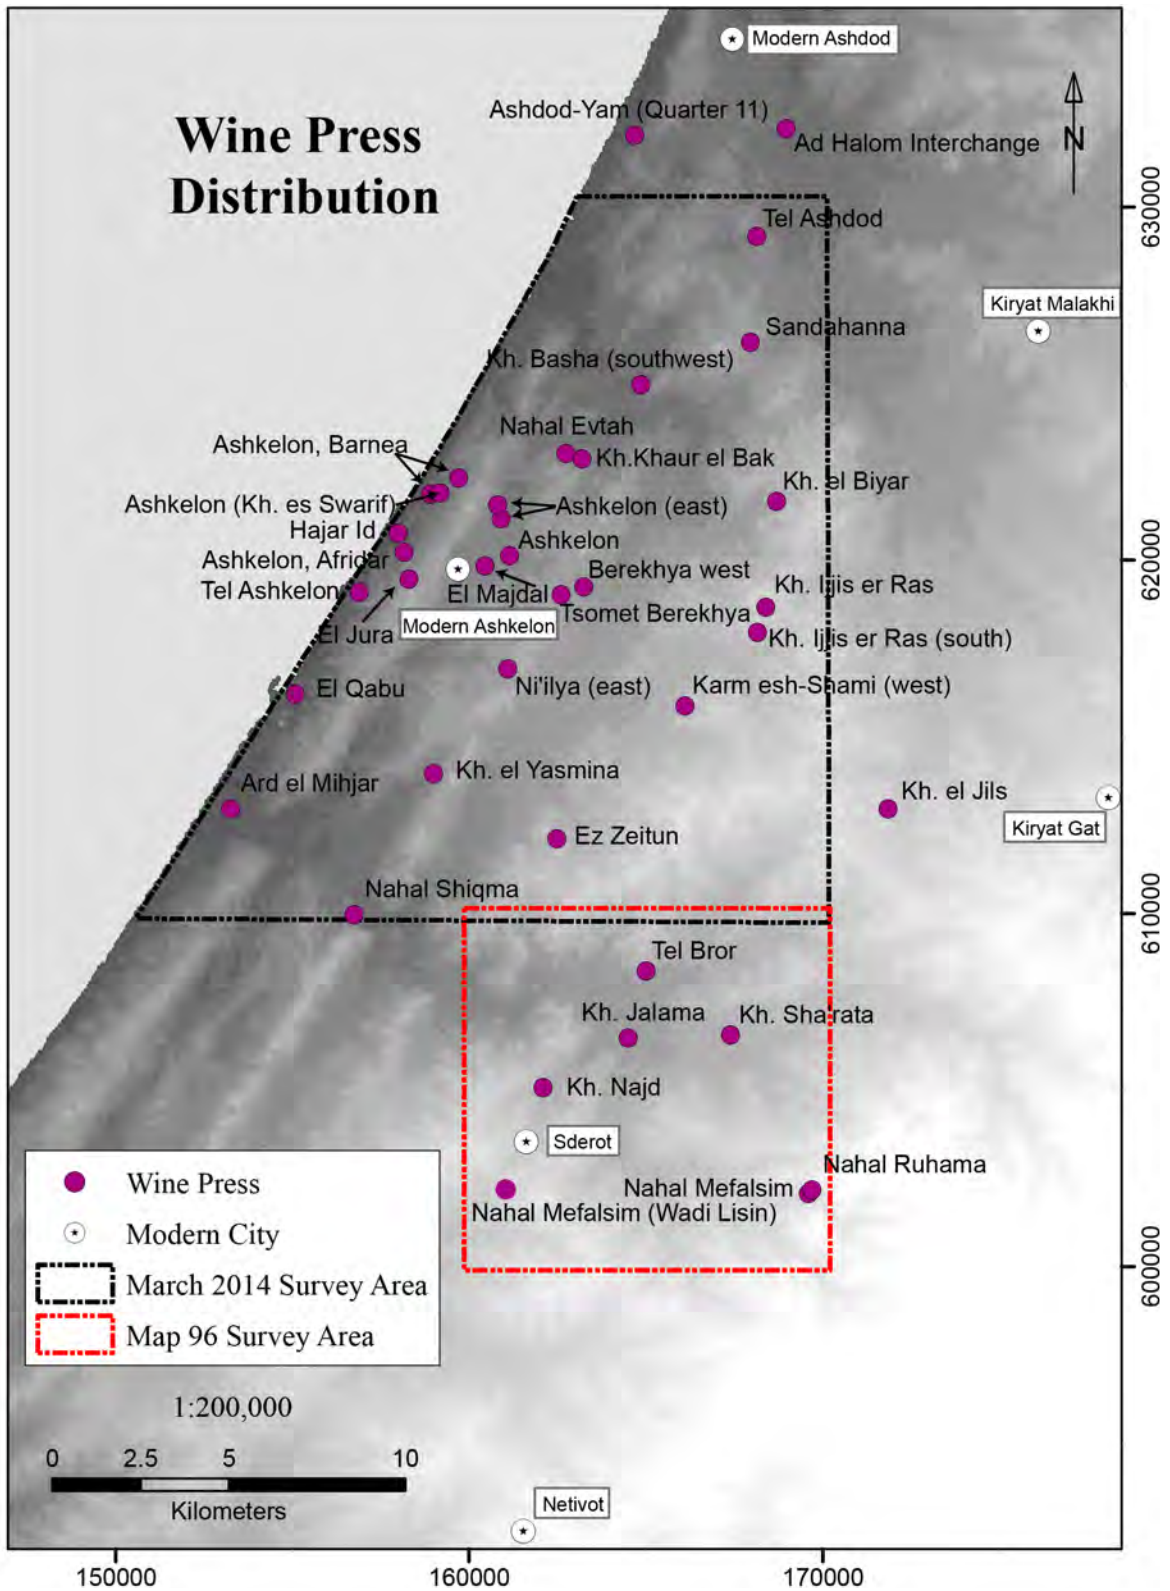 Modern Ashdod
Wine Press
Distribution
Ashdod-Yam (Quarter 11)
Ad Halom Interchange
N
630000
Tel Ashdod
Kiryat Malakhi
Sandahanna
Kh. Basha (southwest)
Nahal Evtah
Ashkelon, Barnea
Kh.Khaur el Bak
Kh. el Biyar
Ashkelon (Kh. es Swarif)
Ashkelon (east)
Hajar Id
Ashkelon
Ashkelon, Afridar
620000
Berekhya west
Tel Ashkelon
El Majdal
Kh. Ijjis er Ras
Tsomet Berekhya
El Jura
Modern Ashkelon
Kh. Ijjis er Ras (south)
El Qabu
Ni'ilya (east)
Karm esh-Shami (west)
Kh. el Yasmina
Ard el Mihjar
Kh. el Jils
Kiryat Gat
Ez Zeitun
Nahal Shiqma
610000
Tel Bror
Kh. Jalama
Kh. Sha'rata
Kh. Najd
Sderot
Nahal Ruhama
Nahal Mefalsim
Nahal Mefalsim (Wadi Lisin)
600000
Wine Press
Modern City
March 2014 Survey Area
Map 96 Survey Area
1:200,000
0 2.5 5 10
Kilometers
Netivot
150000 160000 170000